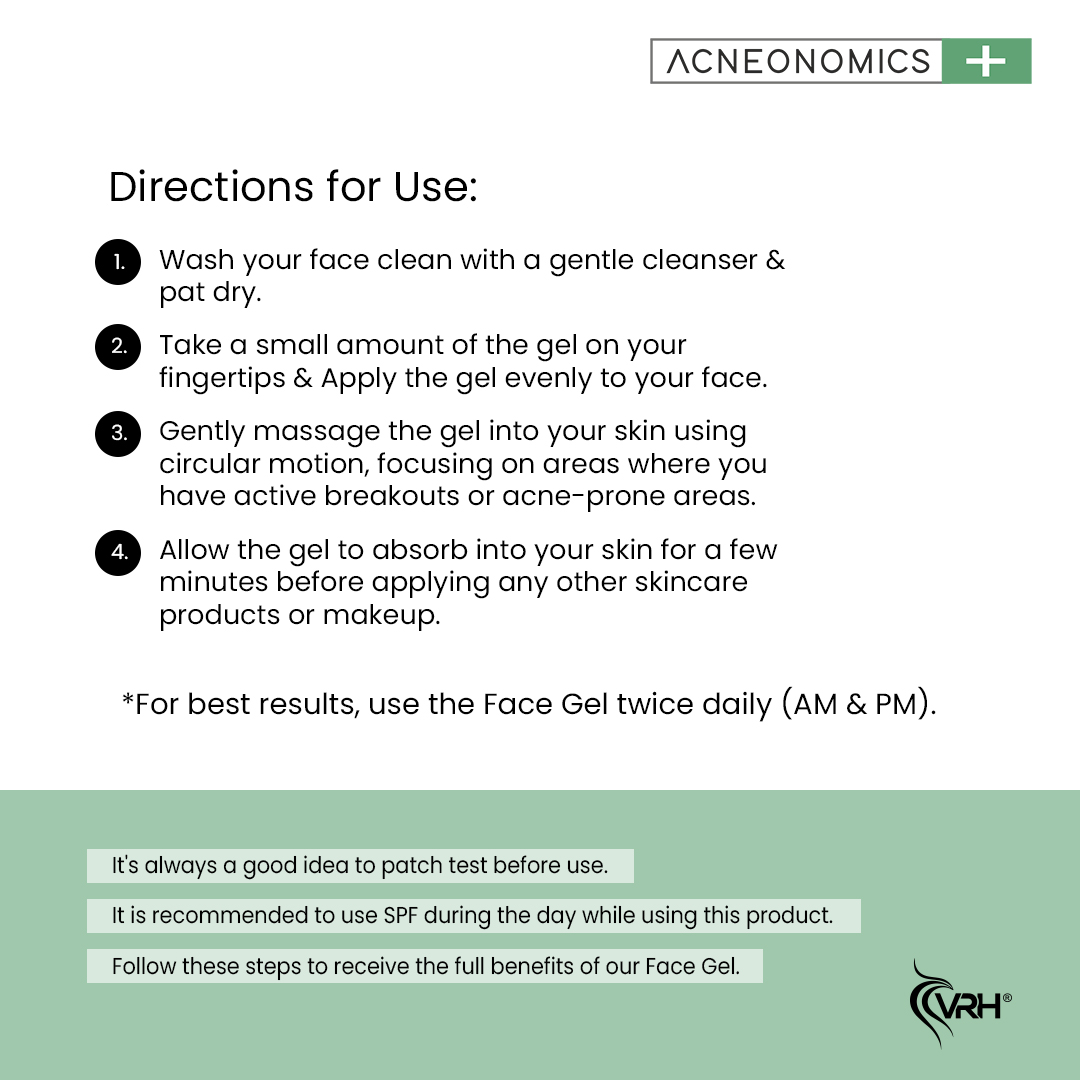 ACNEONOMICS +
Directions for Use:
1. Wash your face clean with a gentle cleanser &
pat dry.
2. Take a small amount of the gel on your
fingertips & Apply the gel evenly to your face.
3. Gently massage the gel into your skin using
circular motion, focusing on areas where you
have active breakouts or acne-prone areas.
4. Allow the gel to absorb into your skin for a few
minutes before applying any other skincare
products or makeup.
*For best results, use the Face Gel twice daily (AM & PM).
It's always a good idea to patch test before use.
It is recommended to use SPF during the day while using this product.
Follow these steps to receive the full benefits of our Face Gel.
VRH®